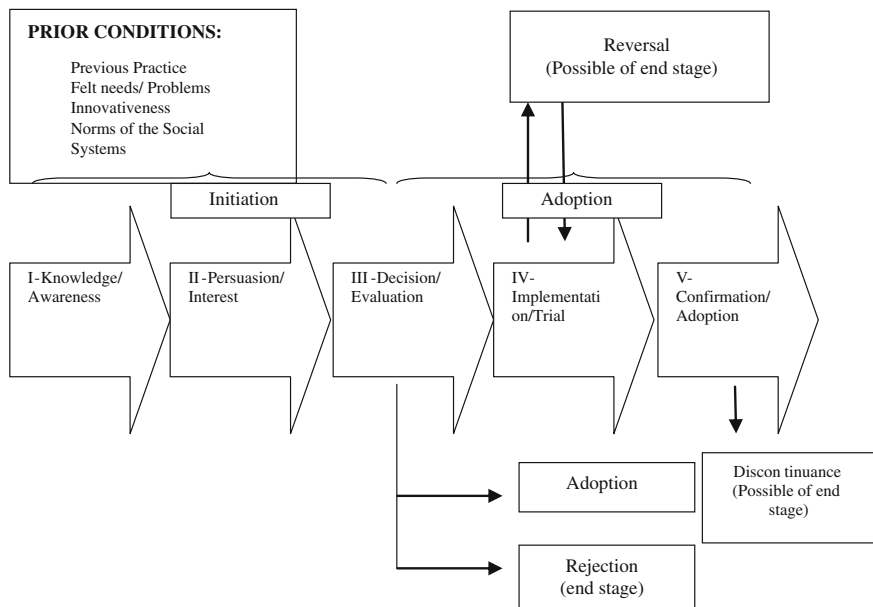 PRIOR CONDITIONS:
Previous Practice
Felt needs/ Problems
Innovativeness
Norms of the Social
Systems
Reversal
(Possible of end stage)
Initiation
Adoption
I-Knowledge/
Awareness
II-Persuasion/
Interest
III-Decision/
Evaluation
IV-
Implementati
on/Trial
V-
Confirmation/
Adoption
Adoption
Discon tinuance
(Possible of end
stage)
Rejection
(end stage)